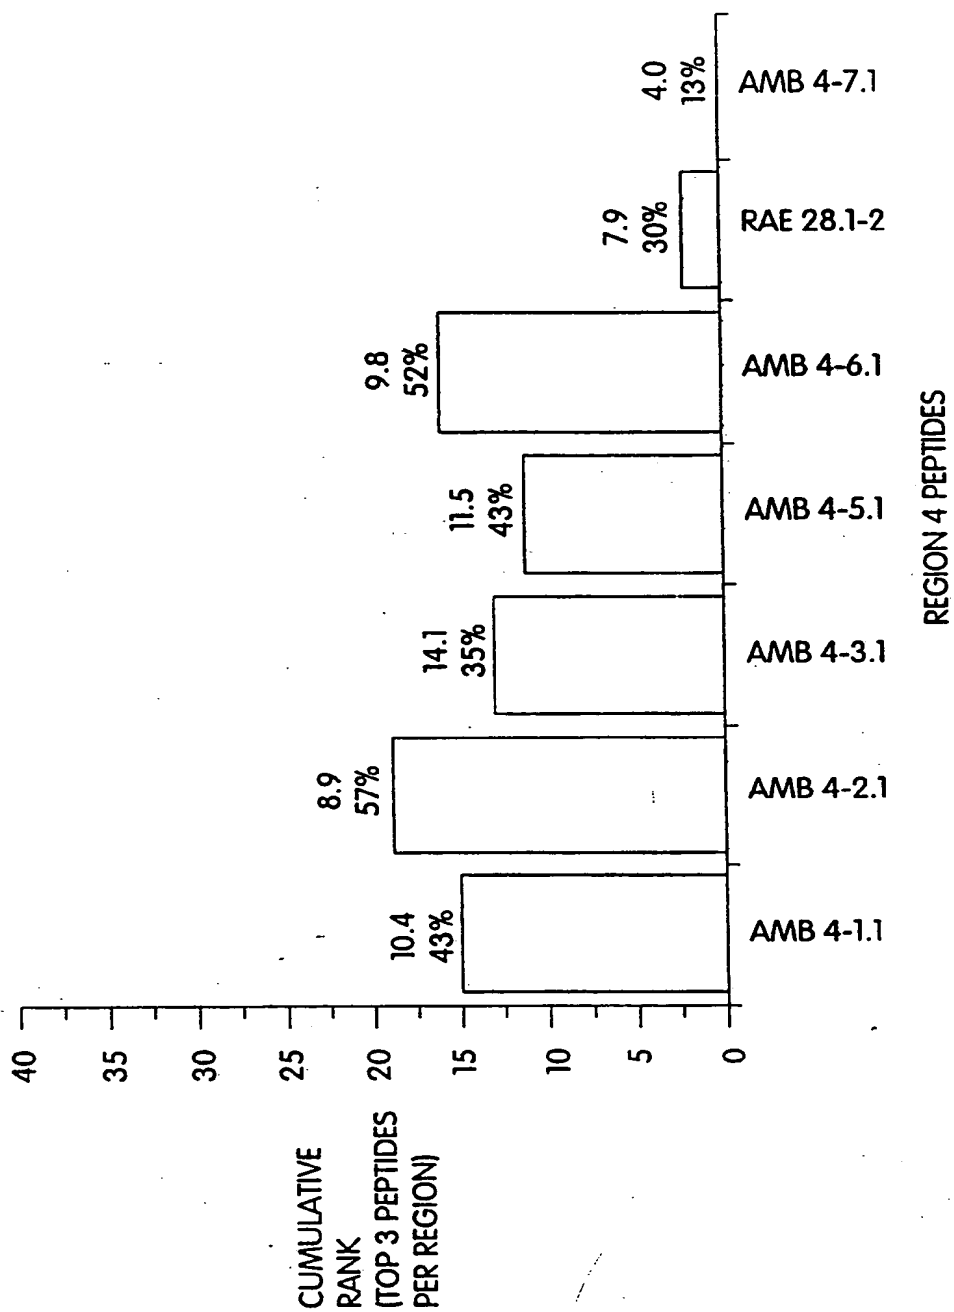 CUMULATIVE
RANK
(TOP 3 PEPTIDES
PER REGION)
40
35
30
25
20
15
10
5
0
10.4
43%
8.9
57%
14.1
35%
11.5
43%
9.8
52%
7.9
30%
4.0
13%
AMB 4-1.1
AMB 4-2.1
AMB 4-3.1
AMB 4-5.1
AMB 4-6.1
RAE 28.1-2
AMB 4-7.1
REGION 4 PEPTIDES